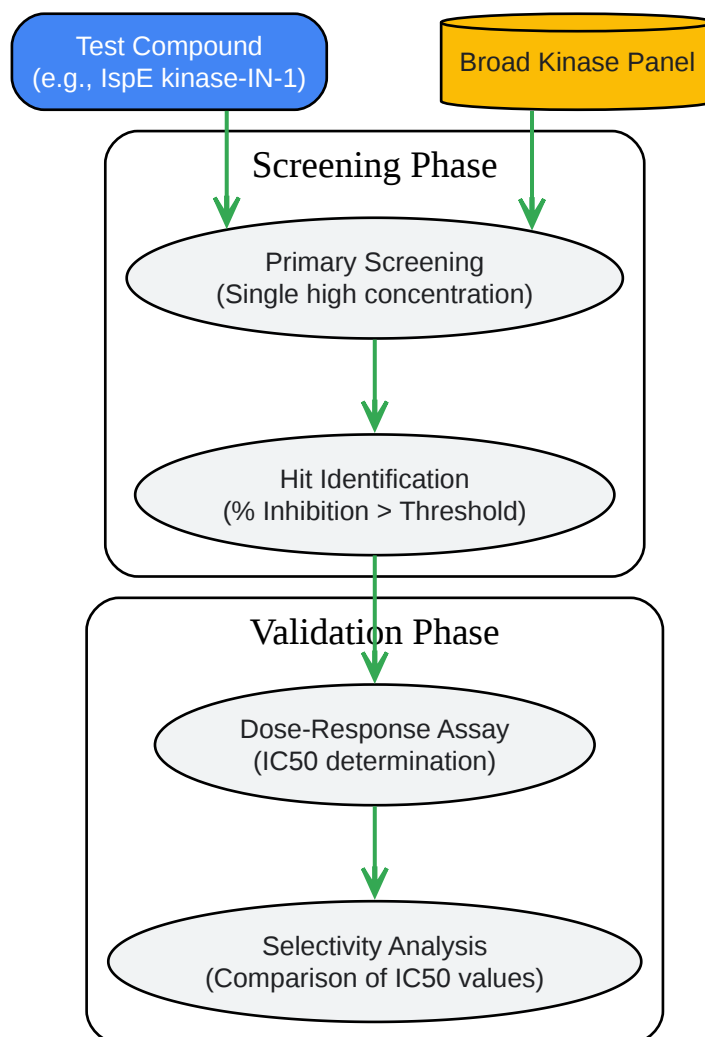 Test Compound
(e.g., IspE kinase-IN-1)
Broad Kinase Panel
Screening Phase
Primary Screening
(Single high concentration)
Hit Identification
(% Inhibition > Threshold)
Validation Phase
Dose-Response Assay
(IC50 determination)
Selectivity Analysis
(Comparison of IC50 values)